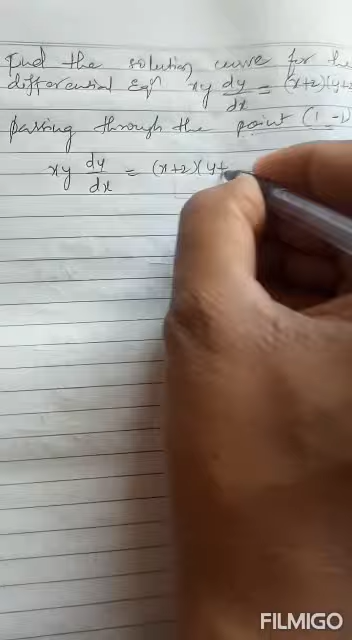 Find the solution curve for the
differential Eqn xy dy/dx = (x+2)(y+2
passing through the point (1 -1)
xy dy/dx = (x+2)(y+
FILMIGO